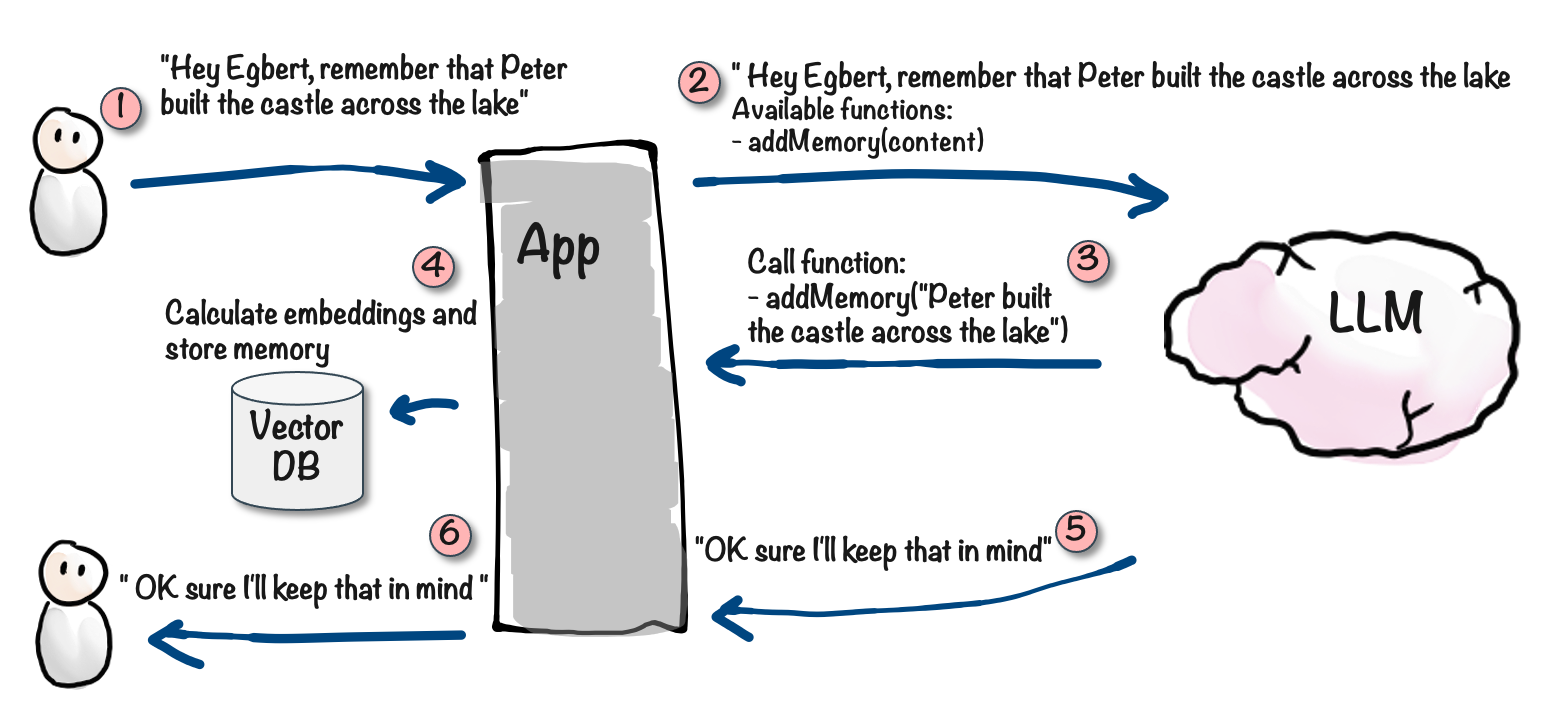 1
"Hey Egbert, remember that Peter
built the castle across the lake"
2
" Hey Egbert, remember that Peter built the castle across the lake
Available functions:
- addMemory(content)
App
3
Call function:
- addMemory("Peter built
the castle across the lake")
LLM
4
Calculate embeddings and
store memory
Vector
DB
5
"OK sure I'll keep that in mind"
6
" OK sure I'll keep that in mind "